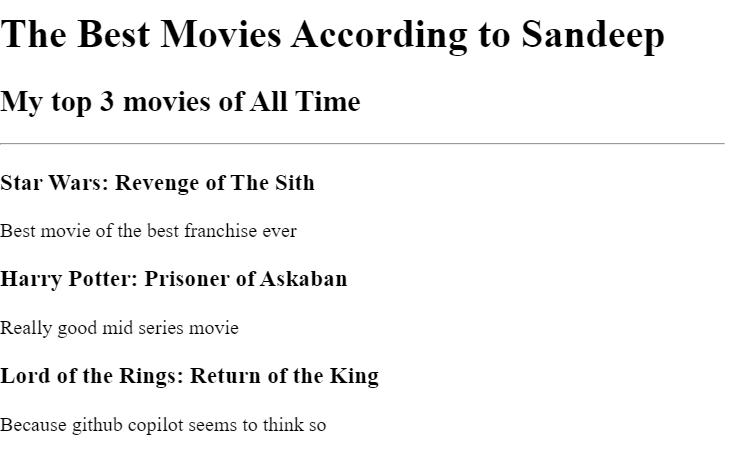 The Best Movies According to Sandeep
My top 3 movies of All Time
Star Wars: Revenge of The Sith
Best movie of the best franchise ever
Harry Potter: Prisoner of Askaban
Really good mid series movie
Lord of the Rings: Return of the King
Because github copilot seems to think so